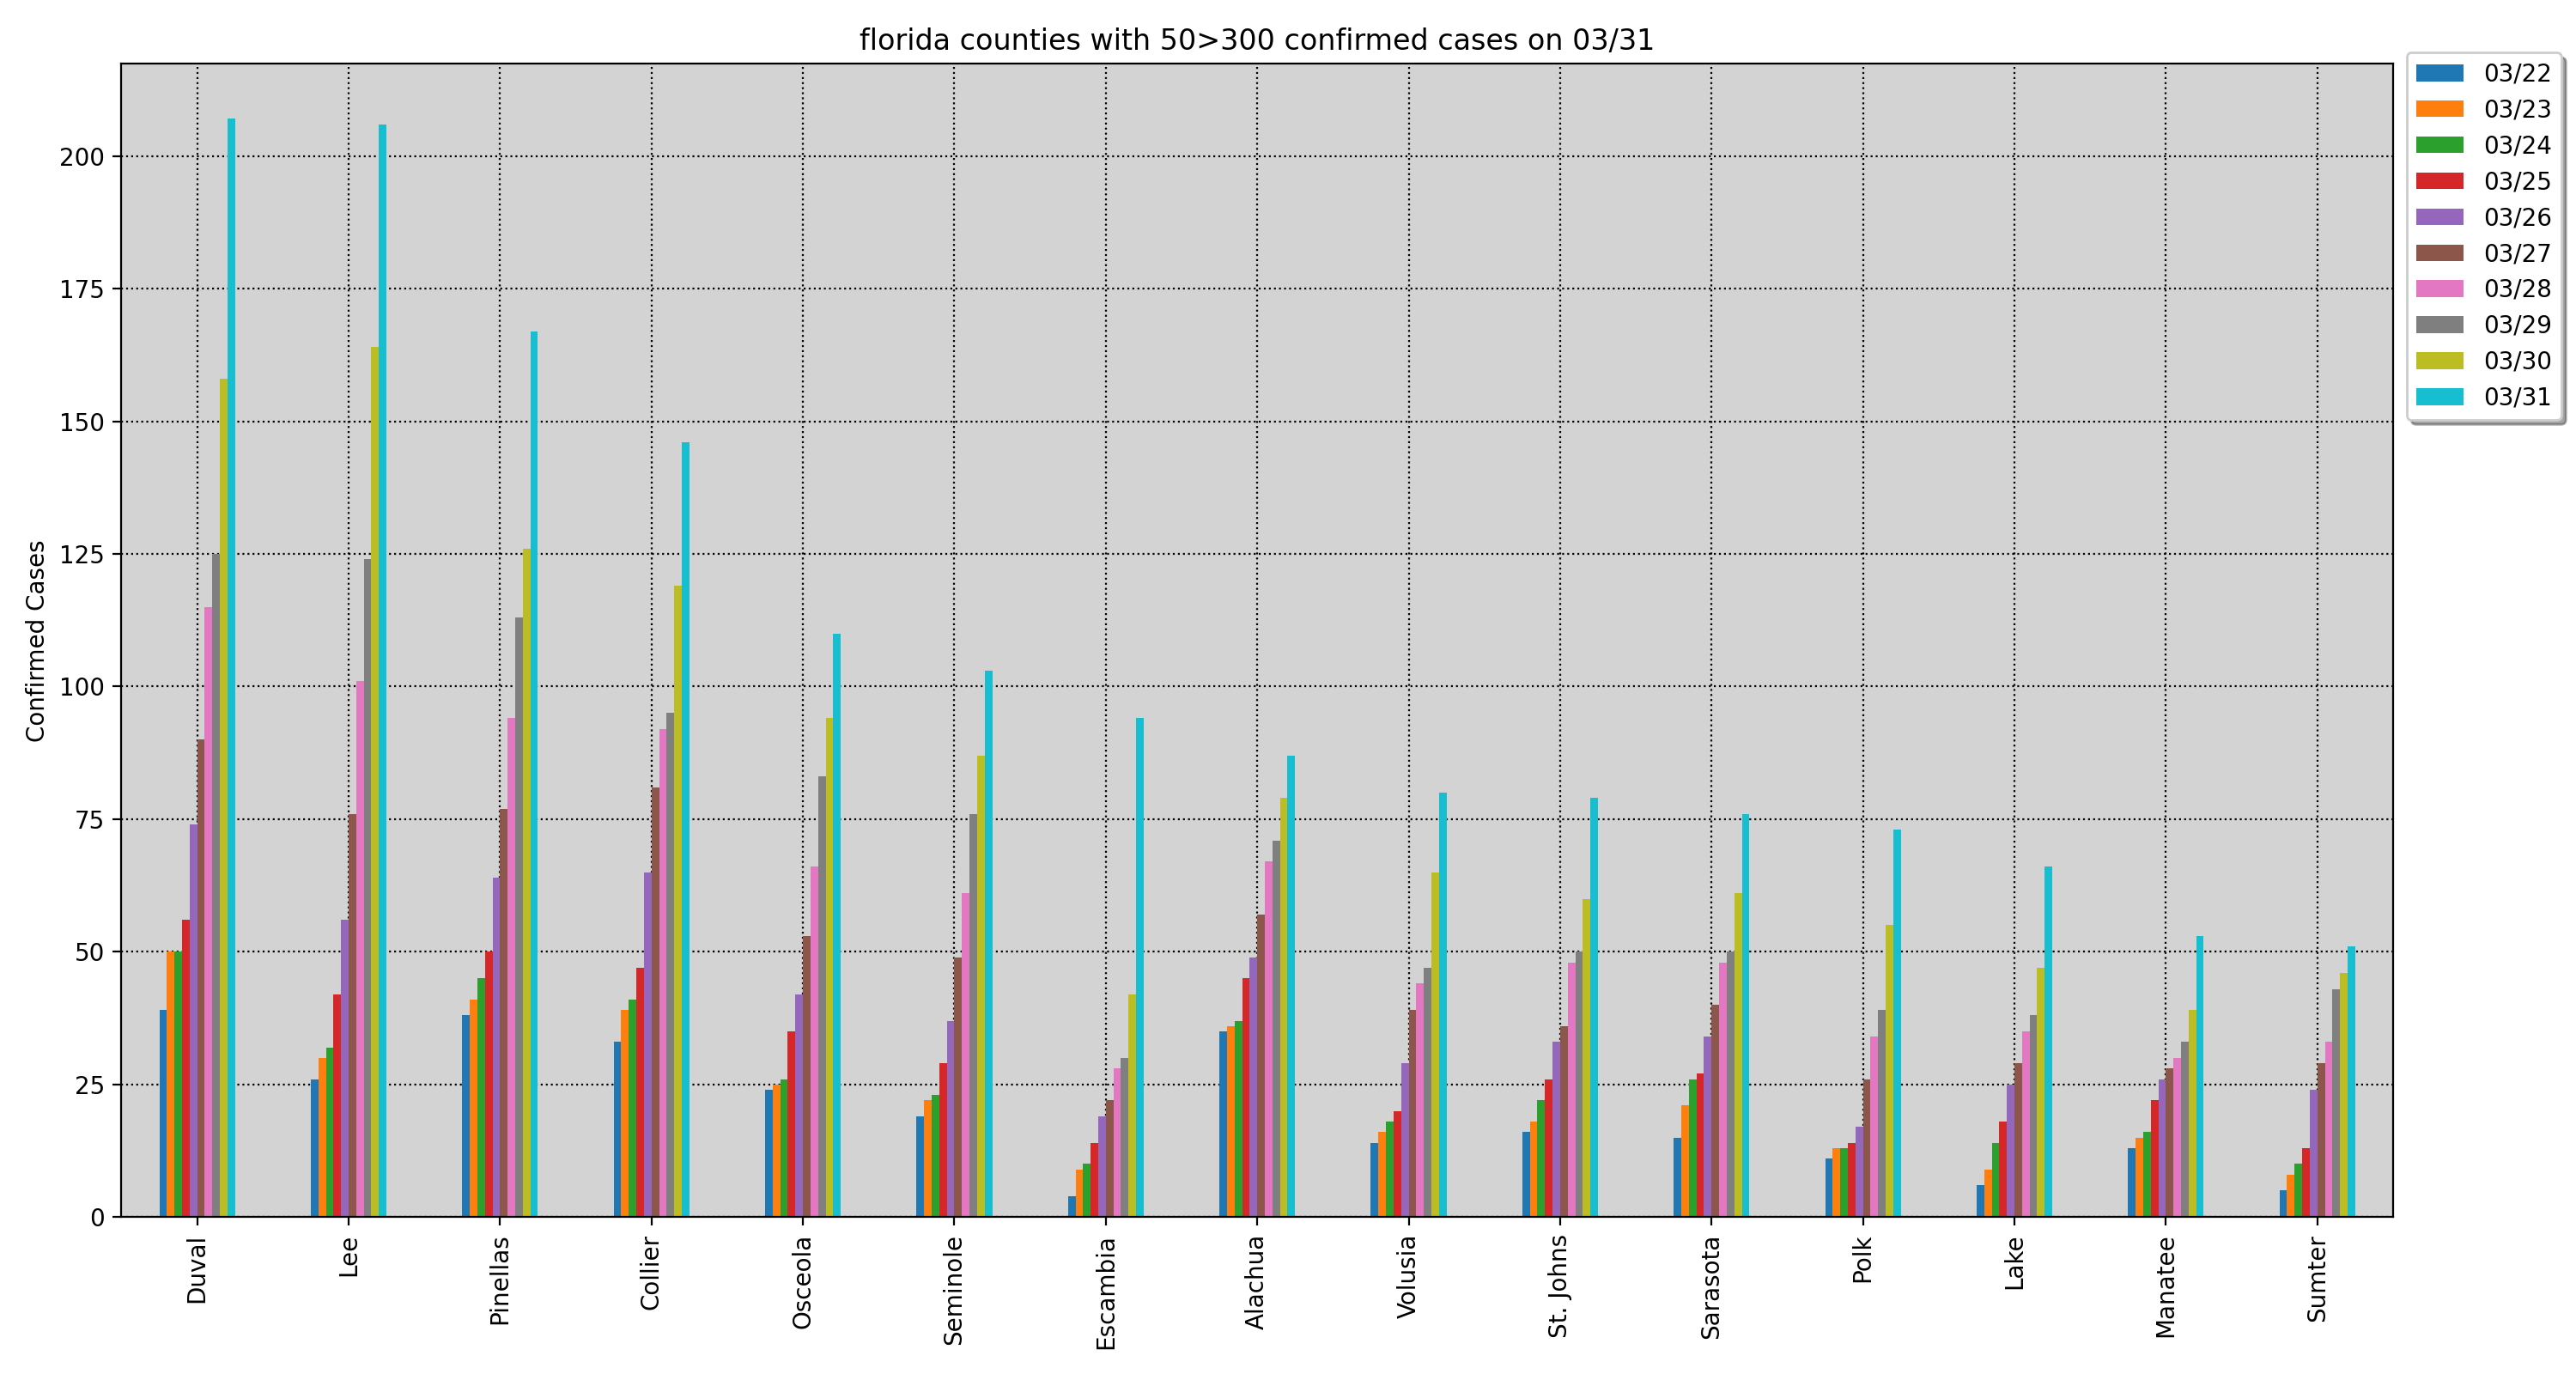 florida counties with 50>300 confirmed cases on 03/31
03/22
03/23
03/24
03/25
03/26
03/27
03/28
03/29
03/30
03/31
Confirmed Cases
200
175
150
125
100
75
50
25
0
Duval
Lee
Pinellas
Collier
Osceola
Seminole
Escambia
Alachua
Volusia
St. Johns
Sarasota
Polk
Lake
Manatee
Sumter